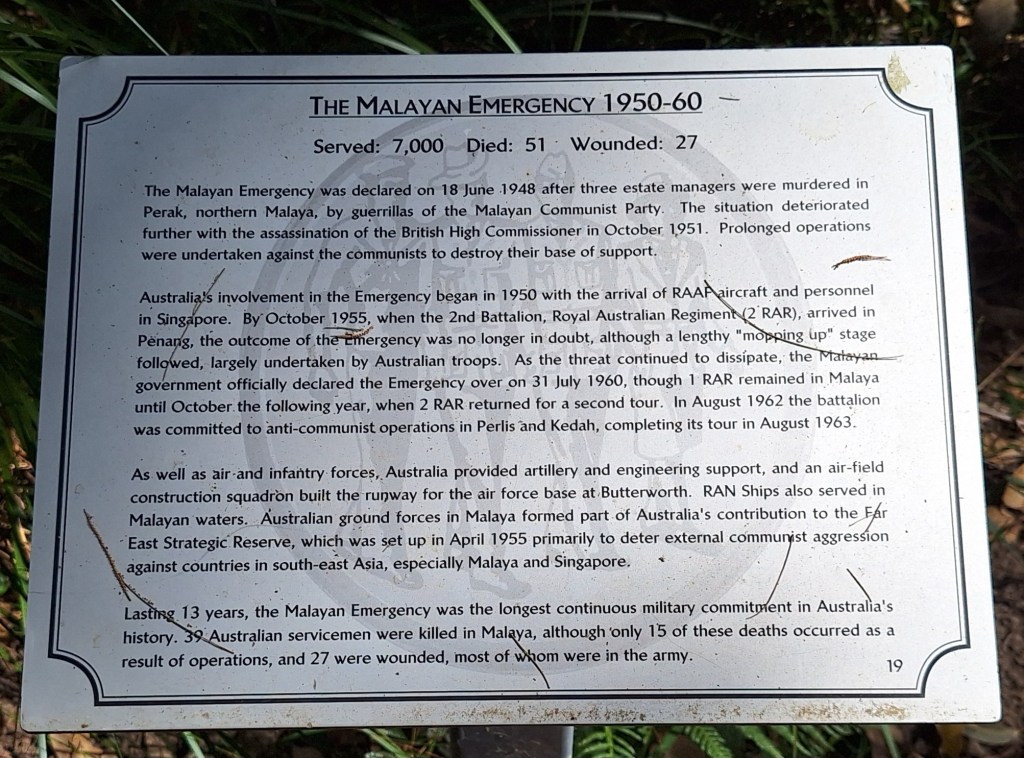 THE MALAYAN EMERGENCY 1950-60
Served: 7,000 Died: 51 Wounded: 27
The Malayan Emergency was declared on 18 June 1948 after three estate managers were murdered in
Perak, northern Malaya, by guerrillas of the Malayan Communist Party. The situation deteriorated
further with the assassination of the British High Commissioner in October 1951. Prolonged operations
were undertaken against the communists to destroy their base of support.
Australia's involvement in the Emergency began in 1950 with the arrival of RAAF aircraft and personnel
in Singapore. By October 1955, when the 2nd Battalion, Royal Australian Regiment (2 RAR), arrived in
Penang, the outcome of the Emergency was no longer in doubt, although a lengthy "mopping up" stage
followed, largely undertaken by Australian troops. As the threat continued to dissipate, the Malayan
government officially declared the Emergency over on 31 July 1960, though 1 RAR remained in Malaya
until October the following year, when 2 RAR returned for a second tour. In August 1962 the battalion
was committed to anti-communist operations in Perlis and Kedah, completing its tour in August 1963.
As well as air and infantry forces, Australia provided artillery and engineering support, and an air-field
construction squadron built the runway for the air force base at Butterworth. RAN Ships also served in
Malayan waters. Australian ground forces in Malaya formed part of Australia's contribution to the Far
East Strategic Reserve, which was set up in April 1955 primarily to deter external communist aggression
against countries in south-east Asia, especially Malaya and Singapore.
Lasting 13 years, the Malayan Emergency was the longest continuous military commitment in Australia's
history. 39 Australian servicemen were killed in Malaya, although only 15 of these deaths occurred as a
result of operations, and 27 were wounded, most of whom were in the army.
19